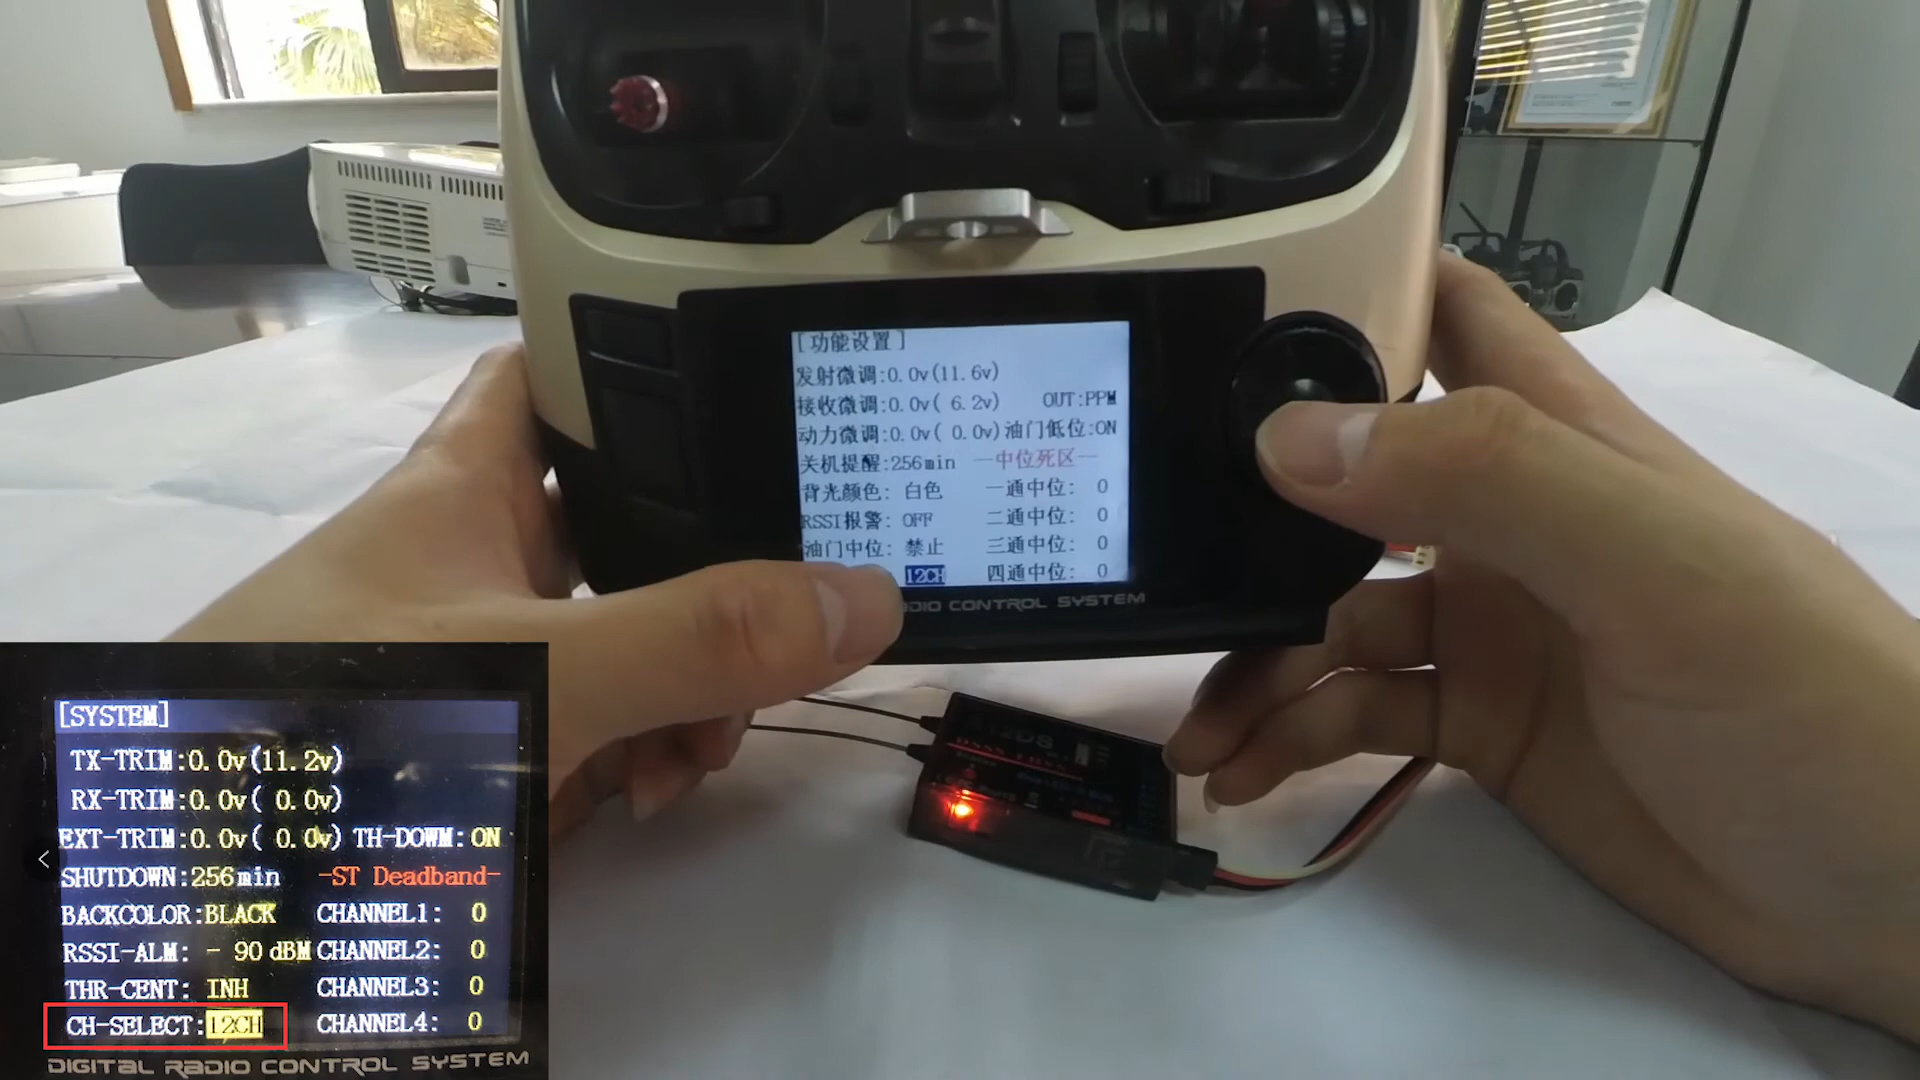 [功能设置]
发射微调:0.0v(11.6v)
接收微调:0.0v( 6.2v) OUT:PPM
动力微调:0.0v( 0.0v) 油门低位:ON
关机提醒:256min —中位死区—
背光颜色: 白色 一通中位: 0
RSSI报警: OFF 二通中位: 0
油门中位: 禁止 三通中位: 0
12CH 四通中位: 0
CONTROL SYSTEM
[SYSTEM]
TX-TRIM:0.0v(11.2v)
RX-TRIM:0.0v( 0.0v)
EXT-TRIM:0.0v( 0.0v) TH-DOWM:ON
SHUTDOWN:256min -ST Deadband-
BACKCOLOR:BLACK CHANNEL1: 0
RSSI-ALM: - 90dBM CHANNEL2: 0
THR-CENT: INH CHANNEL3: 0
CH-SELECT:12CH CHANNEL4: 0
DIGITAL RADIO CONTROL SYSTEM